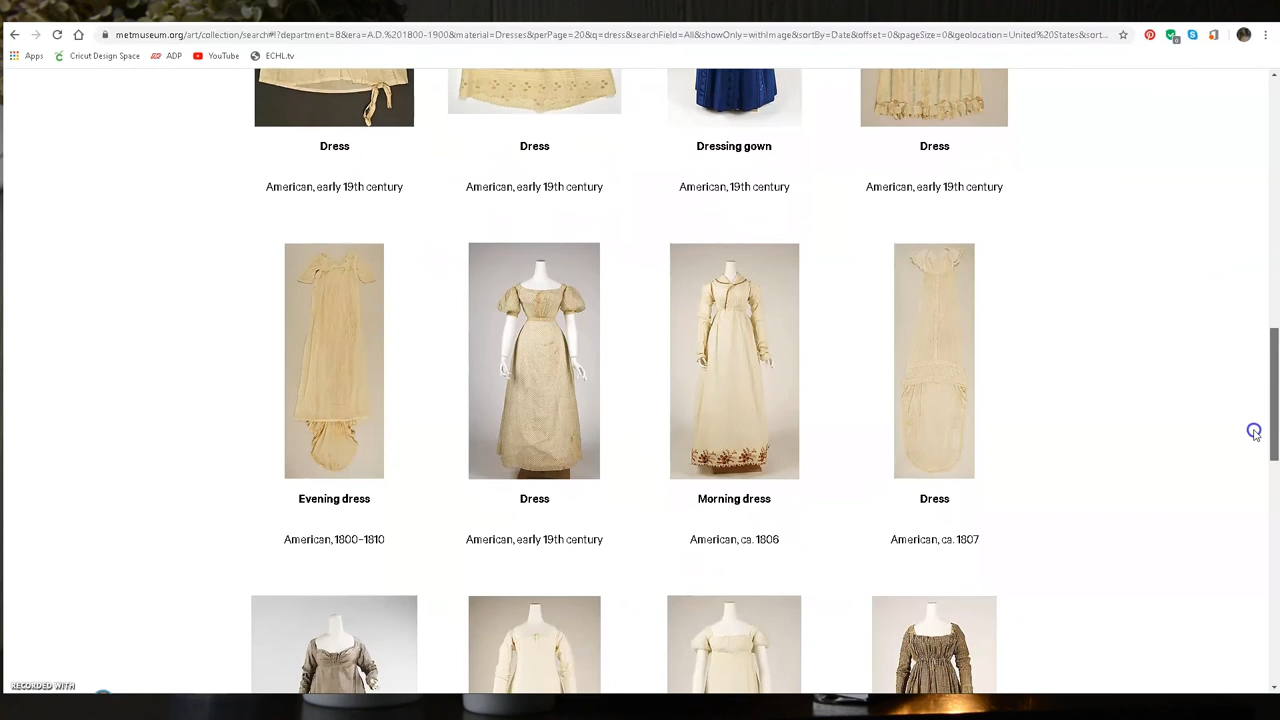 metmuseum.org/art/collection/search#!?department=8&era=A.D.%201800-1900&material=Dresses&perPage=20&q=dress&searchField=All&showOnly=withImage&sortBy=Date&offset=0&pageSize=0&geolocation=United%20States&sort...
Apps Cricut Design Space ADP YouTube ECHL.tv
Dress Dress Dressing gown Dress
American, early 19th century American, early 19th century American, 19th century American, early 19th century
Evening dress Dress Morning dress Dress
American, 1800–1810 American, early 19th century American, ca. 1806 American, ca. 1807
RECORDED WITH